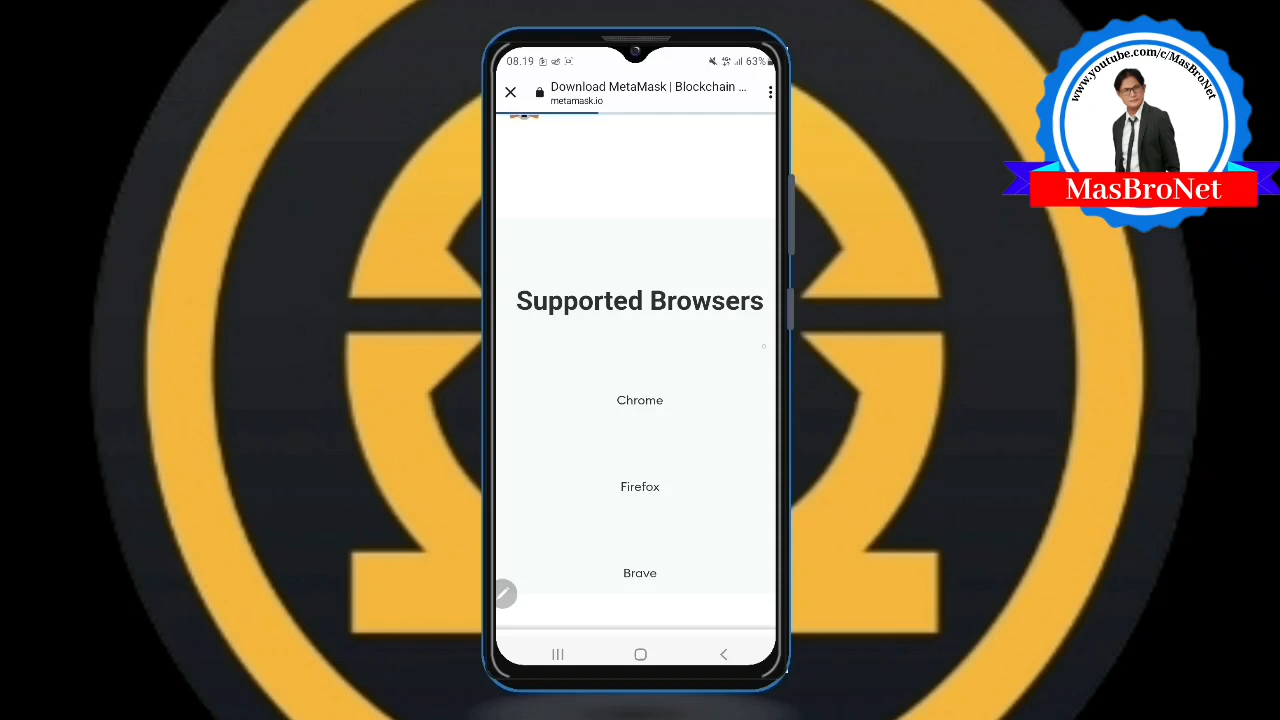 08.19
63%
Download MetaMask | Blockchain ...
metamask.io
Supported Browsers
Chrome
Firefox
Brave
www.youtube.com/c/MasBroNet
MasBroNet